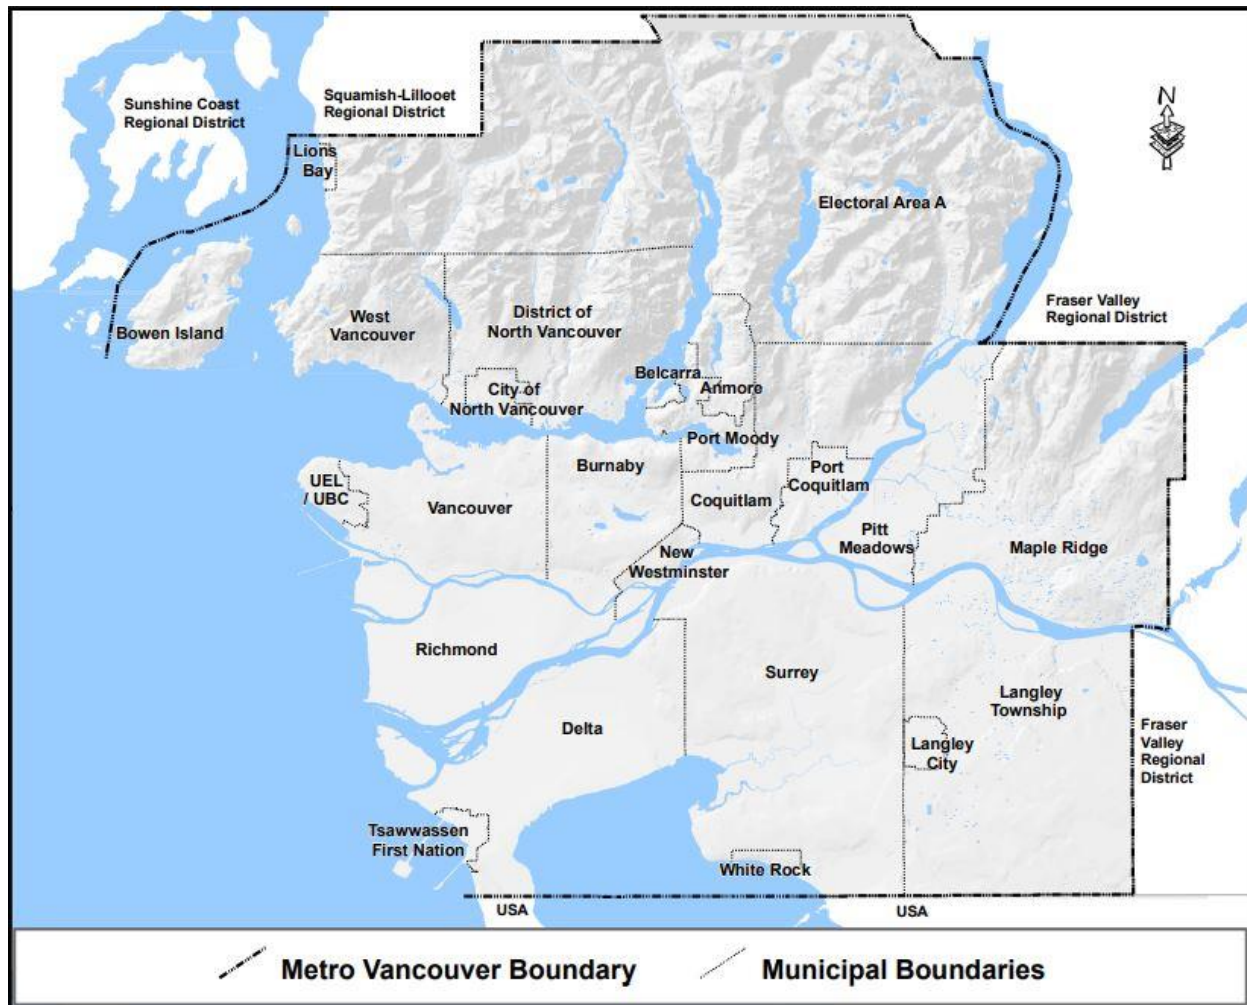 N
Sunshine Coast
Regional District
Squamish-Lillooet
Regional District
Lions
Bay
Electoral Area A
Bowen Island
West
Vancouver
District of
North Vancouver
Fraser Valley
Regional District
Belcarra
Anmore
City of
North Vancouver
Port Moody
UEL
/ UBC
Vancouver
Burnaby
Coquitlam
Port
Coquitlam
Pitt
Meadows
Maple Ridge
New
Westminster
Richmond
Surrey
Langley
Township
Delta
Langley
City
Fraser
Valley
Regional
District
Tsawwassen
First Nation
White Rock
USA
USA
Metro Vancouver Boundary
Municipal Boundaries